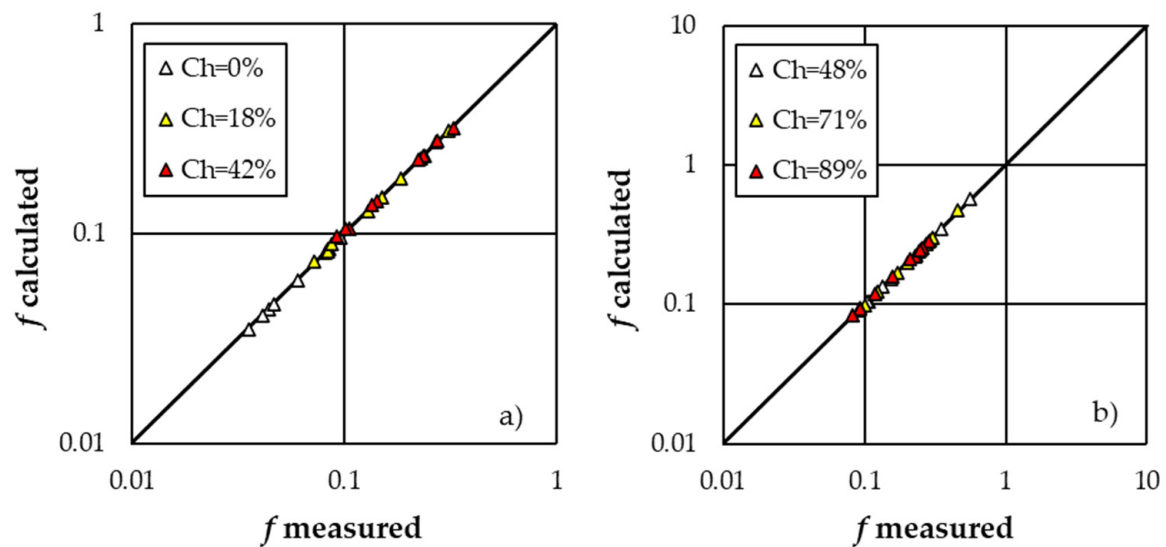 1
Ch=0%
Ch=18%
Ch=42%
0.1
0.01
a)
0.01 0.1 1
f calculated
f measured
10
Ch=48%
Ch=71%
Ch=89%
1
0.1
0.01
b)
0.01 0.1 1 10
f calculated
f measured